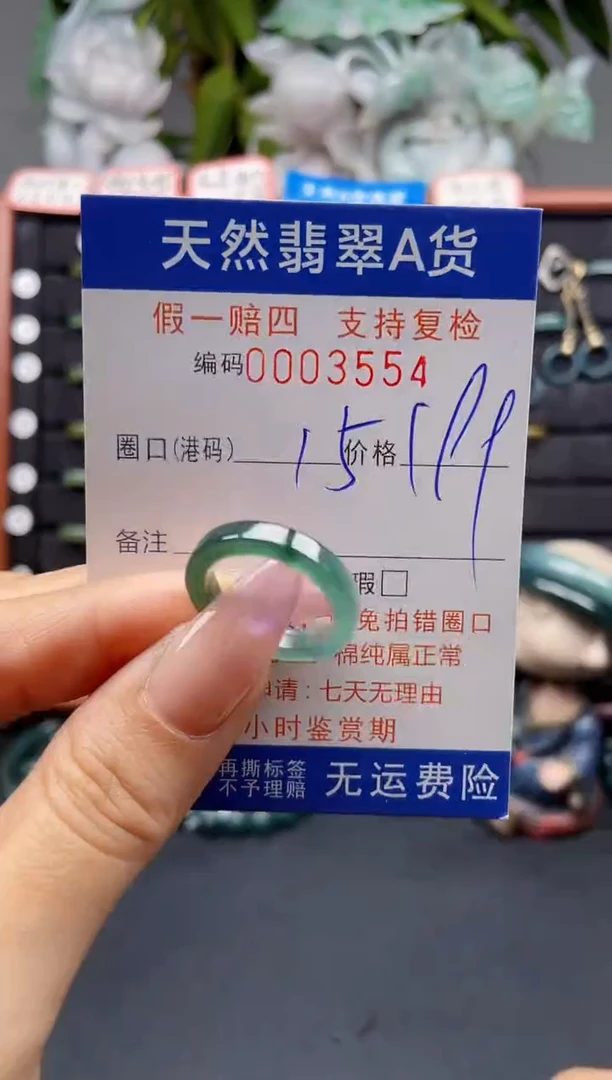 天然翡翠A货
假一赔四 支持复检
编码0003554
圈口(港码) 15 价格
备注
瑕□
免拍错圈口
棉纯属正常
申请:七天无理由
小时鉴赏期
再撕标签
不予理赔
无运费险